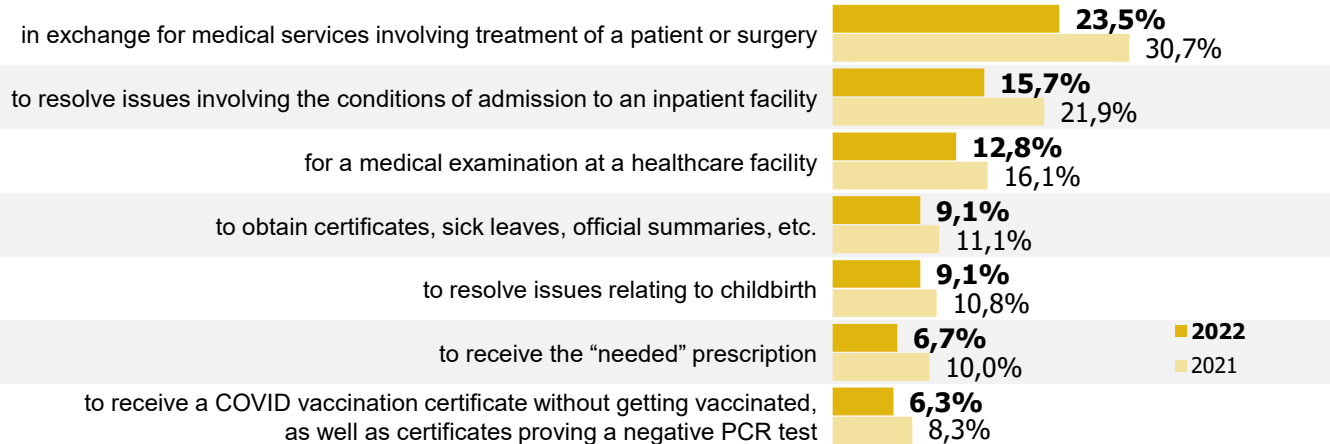 in exchange for medical services involving treatment of a patient or surgery
23,5%
30,7%
to resolve issues involving the conditions of admission to an inpatient facility
15,7%
21,9%
for a medical examination at a healthcare facility
12,8%
16,1%
to obtain certificates, sick leaves, official summaries, etc.
9,1%
11,1%
to resolve issues relating to childbirth
9,1%
10,8%
to receive the “needed” prescription
6,7%
10,0%
2022
2021
to receive a COVID vaccination certificate without getting vaccinated,
as well as certificates proving a negative PCR test
6,3%
8,3%